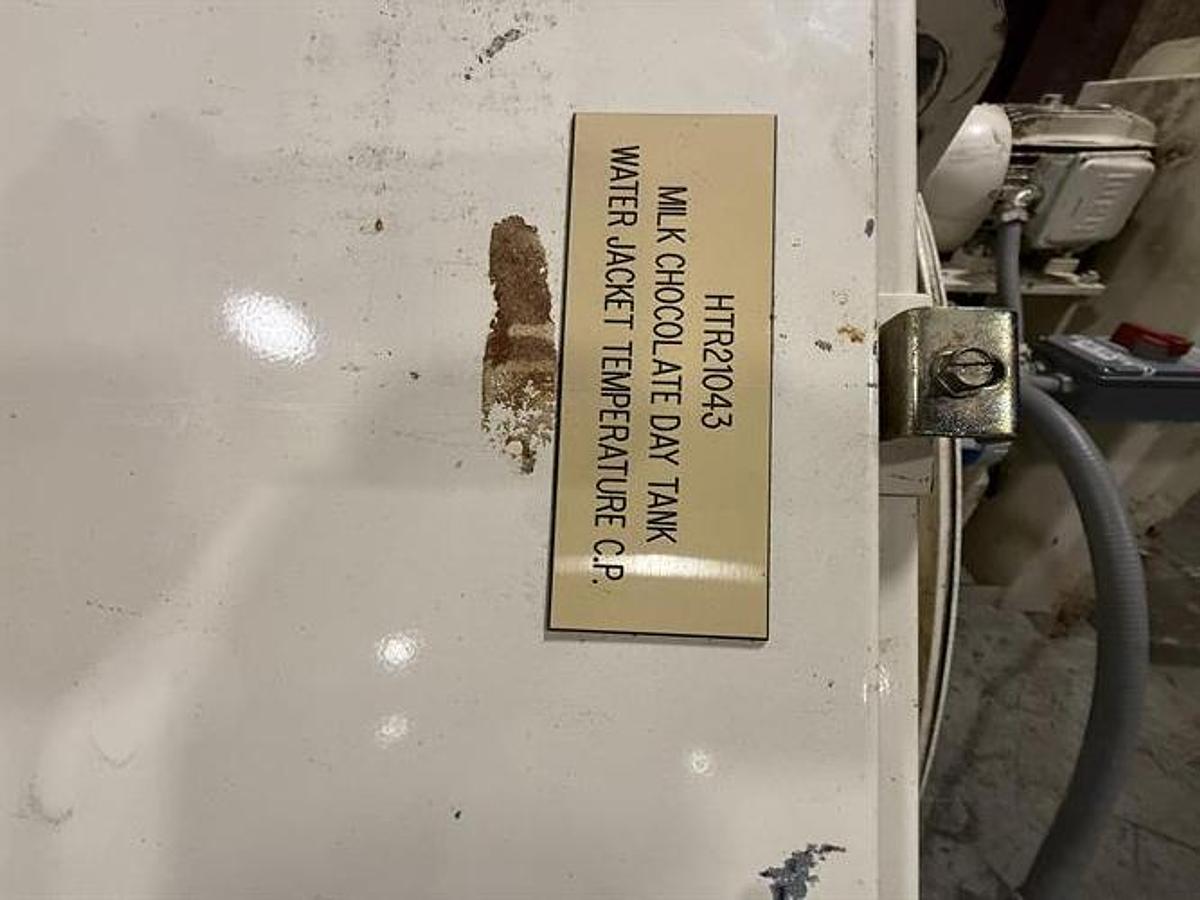 HTR21043
MILK CHOCOLATE DAY TANK
WATER JACKET TEMPERATURE C.P.